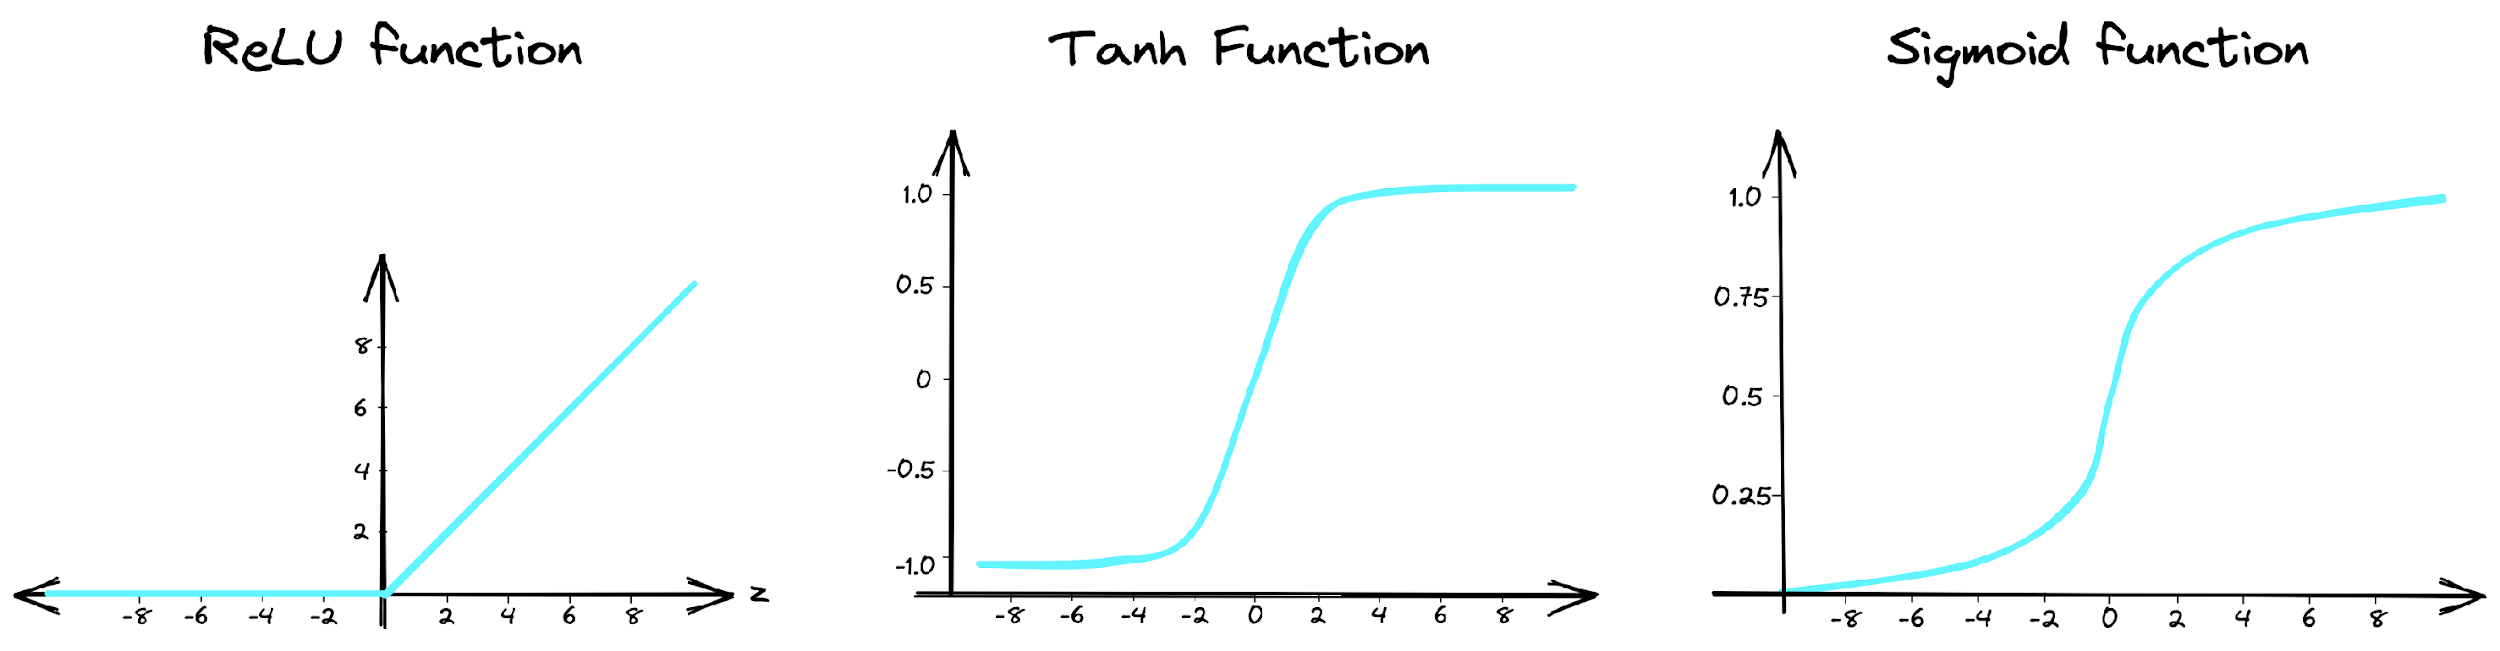 ReLU function
8
6
4
2
-8 -6 -4 -2 2 4 6 8 z
Tanh Function
1.0
0.5
0
-0.5
-1.0
-8 -6 -4 -2 0 2 4 6 8
Sigmoid function
1.0
0.75
0.5
0.25
-8 -6 -4 -2 0 2 4 6 8